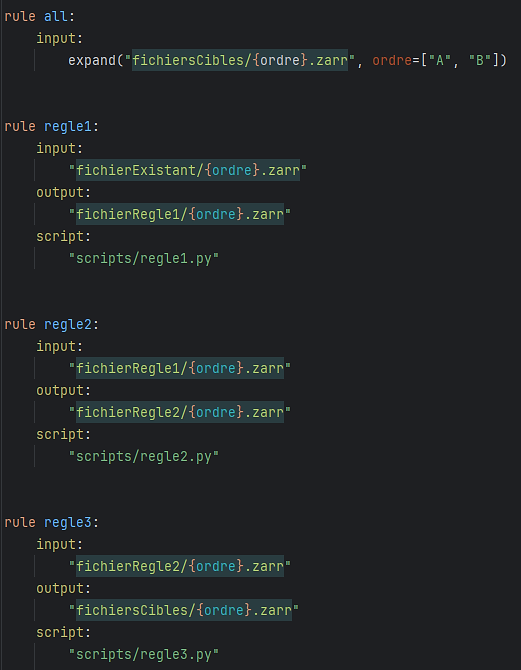 rule all:
    input:
        expand("fichiersCibles/{ordre}.zarr", ordre=["A", "B"])
rule regle1:
    input:
        "fichierExistant/{ordre}.zarr"
    output:
        "fichierRegle1/{ordre}.zarr"
    script:
        "scripts/regle1.py"
rule regle2:
    input:
        "fichierRegle1/{ordre}.zarr"
    output:
        "fichierRegle2/{ordre}.zarr"
    script:
        "scripts/regle2.py"
rule regle3:
    input:
        "fichierRegle2/{ordre}.zarr"
    output:
        "fichiersCibles/{ordre}.zarr"
    script:
        "scripts/regle3.py"